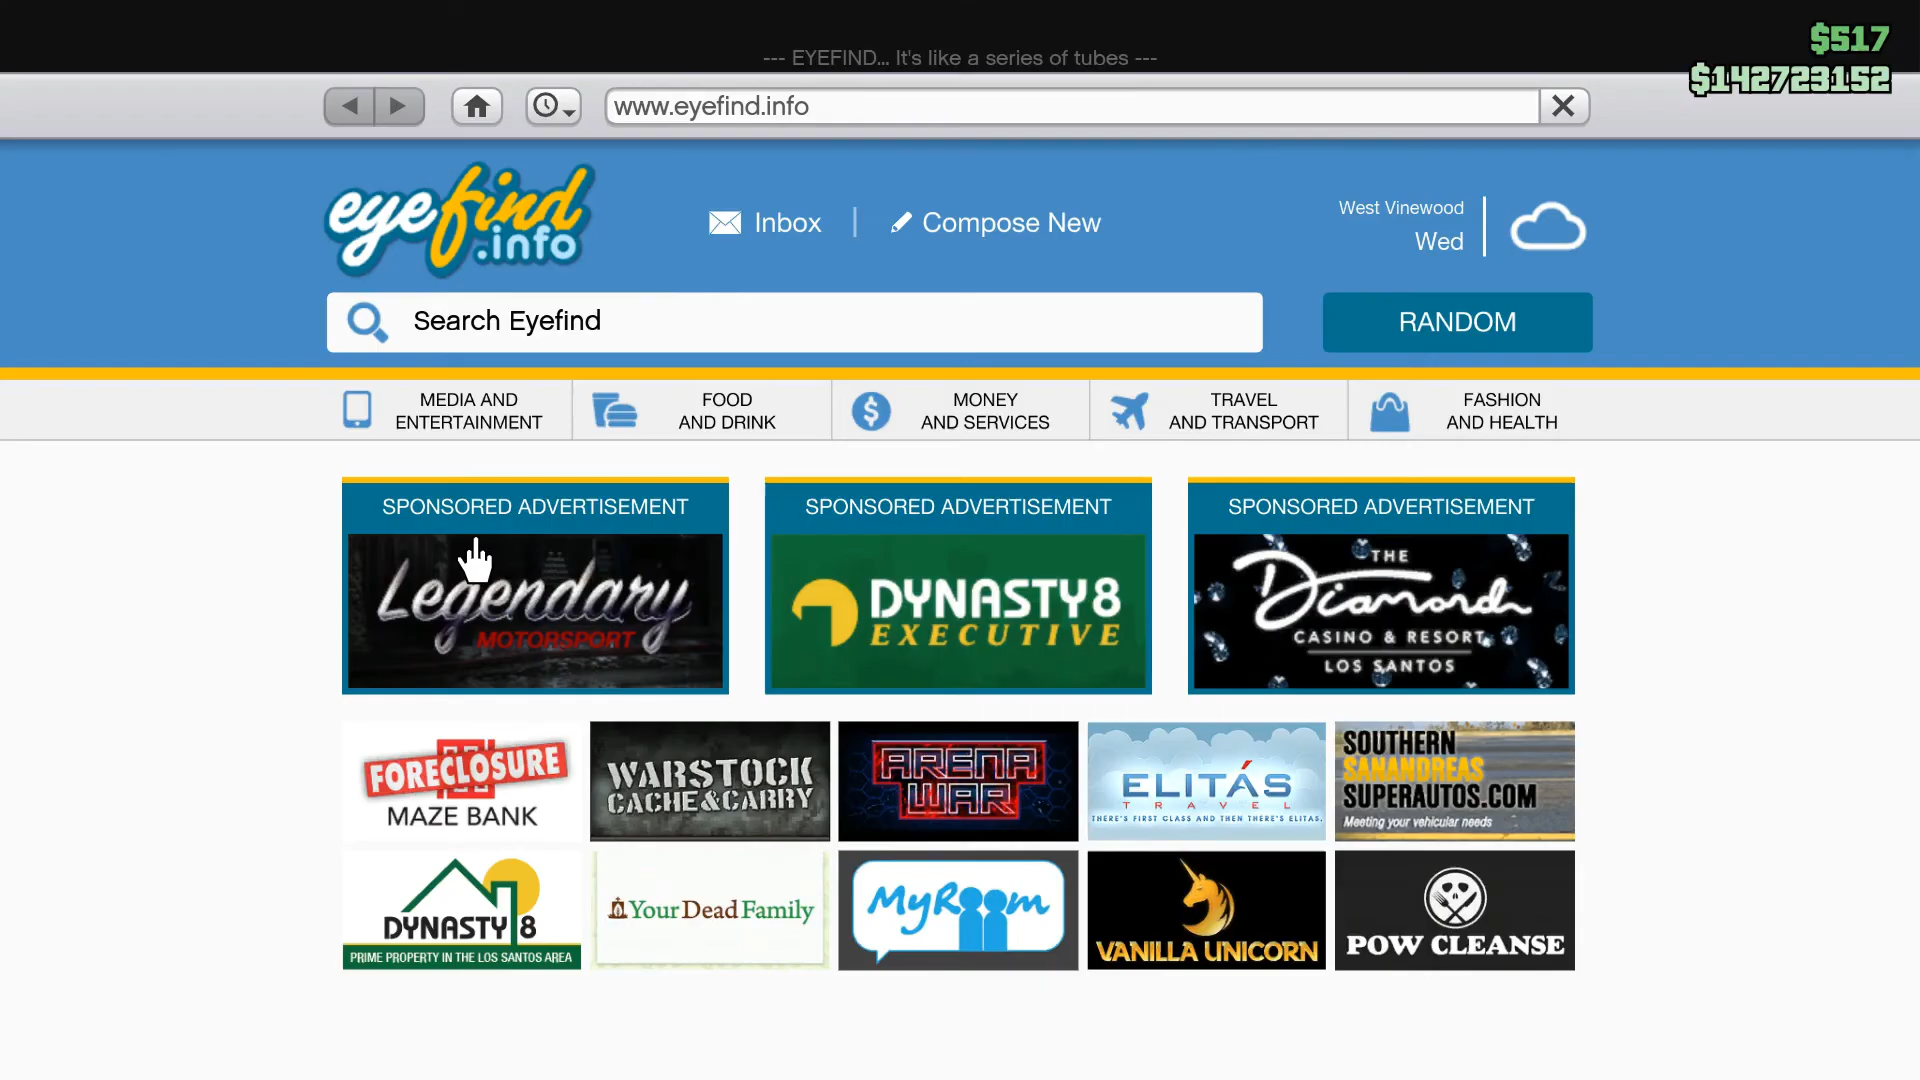 $517
--- EYEFIND... It's like a series of tubes ---
$142723152
www.eyefind.info
eyefind
.info
Inbox
Compose New
West Vinewood
Wed
Search Eyefind
RANDOM
MEDIA AND
ENTERTAINMENT
FOOD
AND DRINK
MONEY
AND SERVICES
TRAVEL
AND TRANSPORT
FASHION
AND HEALTH
SPONSORED ADVERTISEMENT
Legendary
MOTORSPORT
SPONSORED ADVERTISEMENT
DYNASTY8
EXECUTIVE
SPONSORED ADVERTISEMENT
THE
Diamond
CASINO & RESORT
LOS SANTOS
FORECLOSURE
MAZE BANK
WARSTOCK
CACHE&CARRY
ARENA
WAR
ELITÁS
TRAVEL
THERE'S FIRST CLASS AND THEN THERE'S ELITAS.
SOUTHERN
SANANDREAS
SUPERAUTOS.COM
Meeting your vehicular needs
DYNASTY 8
PRIME PROPERTY IN THE LOS SANTOS AREA
YourDeadFamily
MyRoom
VANILLA UNICORN
POW CLEANSE